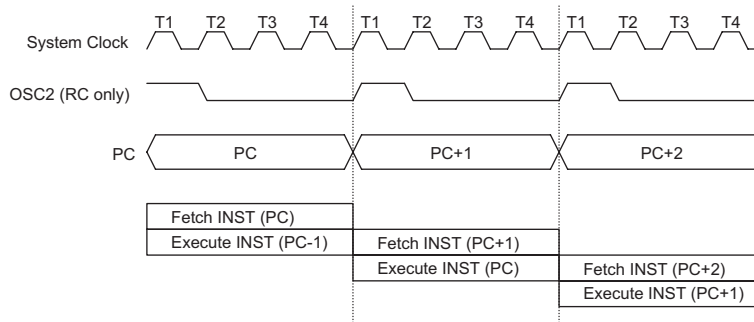 T1 T2 T3 T4 T1 T2 T3 T4 T1 T2 T3 T4
System Clock
OSC2 (RC only)
PC PC PC+1 PC+2
Fetch INST (PC)
Execute INST (PC-1) Fetch INST (PC+1)
Execute INST (PC) Fetch INST (PC+2)
Execute INST (PC+1)